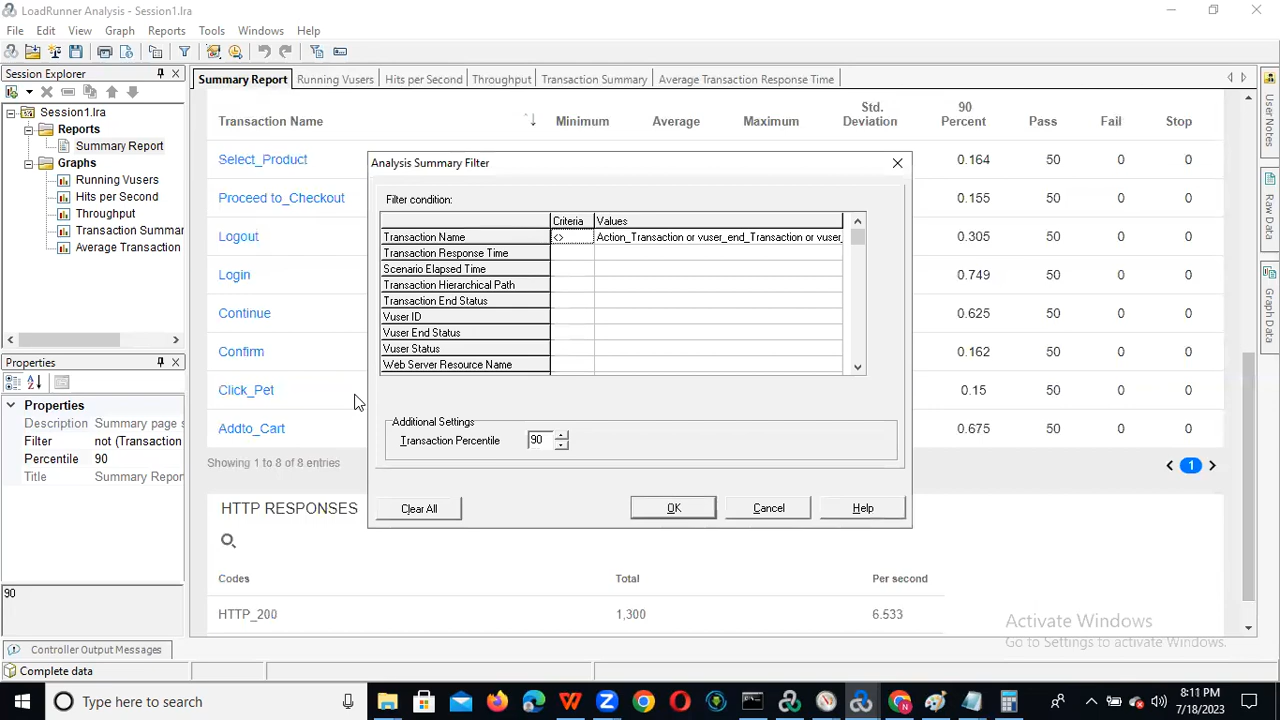 LoadRunner Analysis - Session1.lra
File Edit View Graph Reports Tools Windows Help
Session Explorer
Session1.lra
Reports
Summary Report
Graphs
Running Vusers
Hits per Second
Throughput
Transaction Summar
Average Transaction
Properties
Properties
Description Summary page s
Filter not (Transaction
Percentile 90
Title Summary Repor
90
Summary Report Running Vusers Hits per Second Throughput Transaction Summary Average Transaction Response Time
Transaction Name Minimum Average Maximum Std. Deviation 90 Percent Pass Fail Stop
Select_Product 0.164 50 0 0
Proceed to_Checkout 0.155 50 0 0
Logout 0.305 50 0 0
Login 0.749 50 0 0
Continue 0.625 50 0 0
Confirm 0.162 50 0 0
Click_Pet 0.15 50 0 0
Addto_Cart 0.675 50 0 0
Showing 1 to 8 of 8 entries
1
HTTP RESPONSES
Codes Total Per second
HTTP_200 1,300 6.533
Analysis Summary Filter
Filter condition:
Criteria Values
Transaction Name <> Action_Transaction or vuser_end_Transaction or vuser_
Transaction Response Time
Scenario Elapsed Time
Transaction Hierarchical Path
Transaction End Status
Vuser ID
Vuser End Status
Vuser Status
Web Server Resource Name
Additional Settings
Transaction Percentile 90
Clear All OK Cancel Help
User Notes
Raw Data
Graph Data
Activate Windows
Go to Settings to activate Windows.
Controller Output Messages
Complete data
Type here to search
8:11 PM
7/18/2023